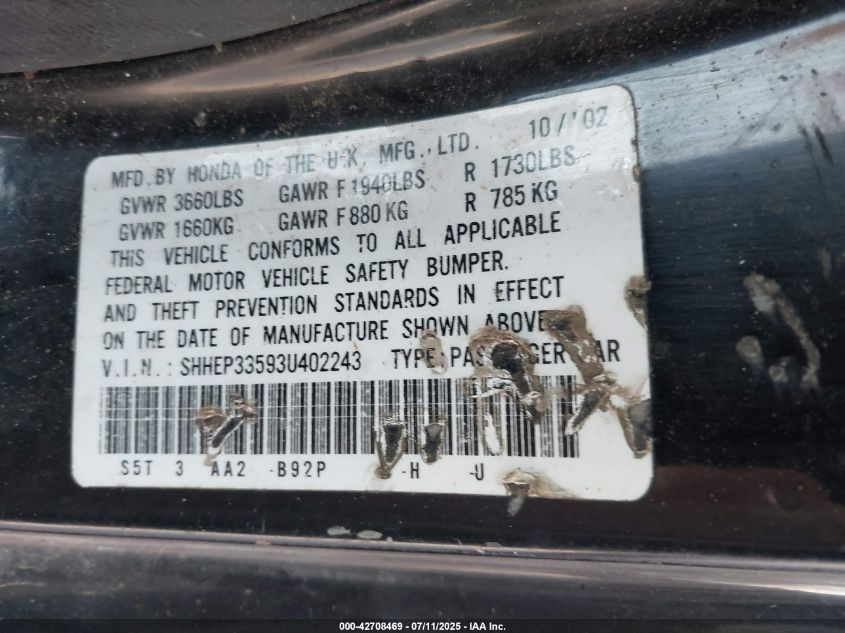 MFD. BY HONDA OF THE U.K. MFG., LTD. 10/'02
GVWR 3660LBS GAWR F 1940LBS R 1730LBS
GVWR 1660KG GAWR F 880 KG R 785 KG
THIS VEHICLE CONFORMS TO ALL APPLICABLE
FEDERAL MOTOR VEHICLE SAFETY BUMPER.
AND THEFT PREVENTION STANDARDS IN EFFECT
ON THE DATE OF MANUFACTURE SHOWN ABOVE
V.I.N.: SHHEP33593U402243 TYPE:
S5T 3 AA2 -B92P -H -U
000-42708469 - 07/11/2025 - IAA Inc.